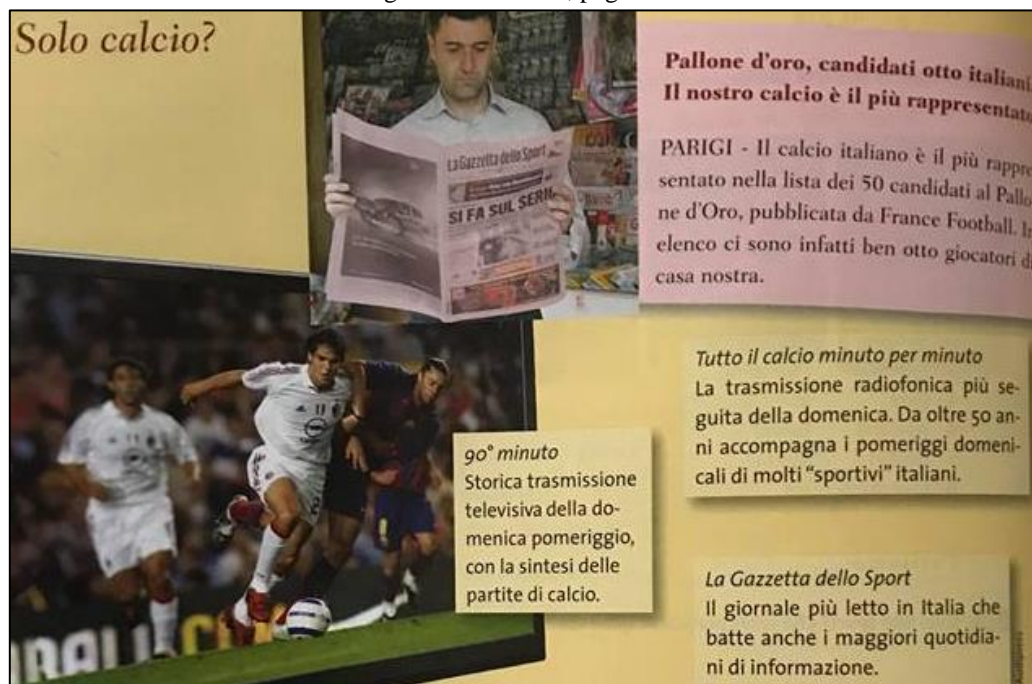 Solo calcio?
La Gazzetta dello Sport
SI FA SUL SERI
Pallone d'oro, candidati otto italiani
Il nostro calcio è il più rappresentato
PARIGI - Il calcio italiano è il più rappre
sentato nella lista dei 50 candidati al Pallo
ne d'Oro, pubblicata da France Football. In
elenco ci sono infatti ben otto giocatori di
casa nostra.
Tutto il calcio minuto per minuto
La trasmissione radiofonica più se-
guita della domenica. Da oltre 50 an-
ni accompagna i pomeriggi domeni-
cali di molti "sportivi" italiani.
90° minuto
Storica trasmissione
televisiva della do-
menica pomeriggio,
con la sintesi delle
partite di calcio.
La Gazzetta dello Sport
Il giornale più letto in Italia che
batte anche i maggiori quotidia-
ni di informazione.